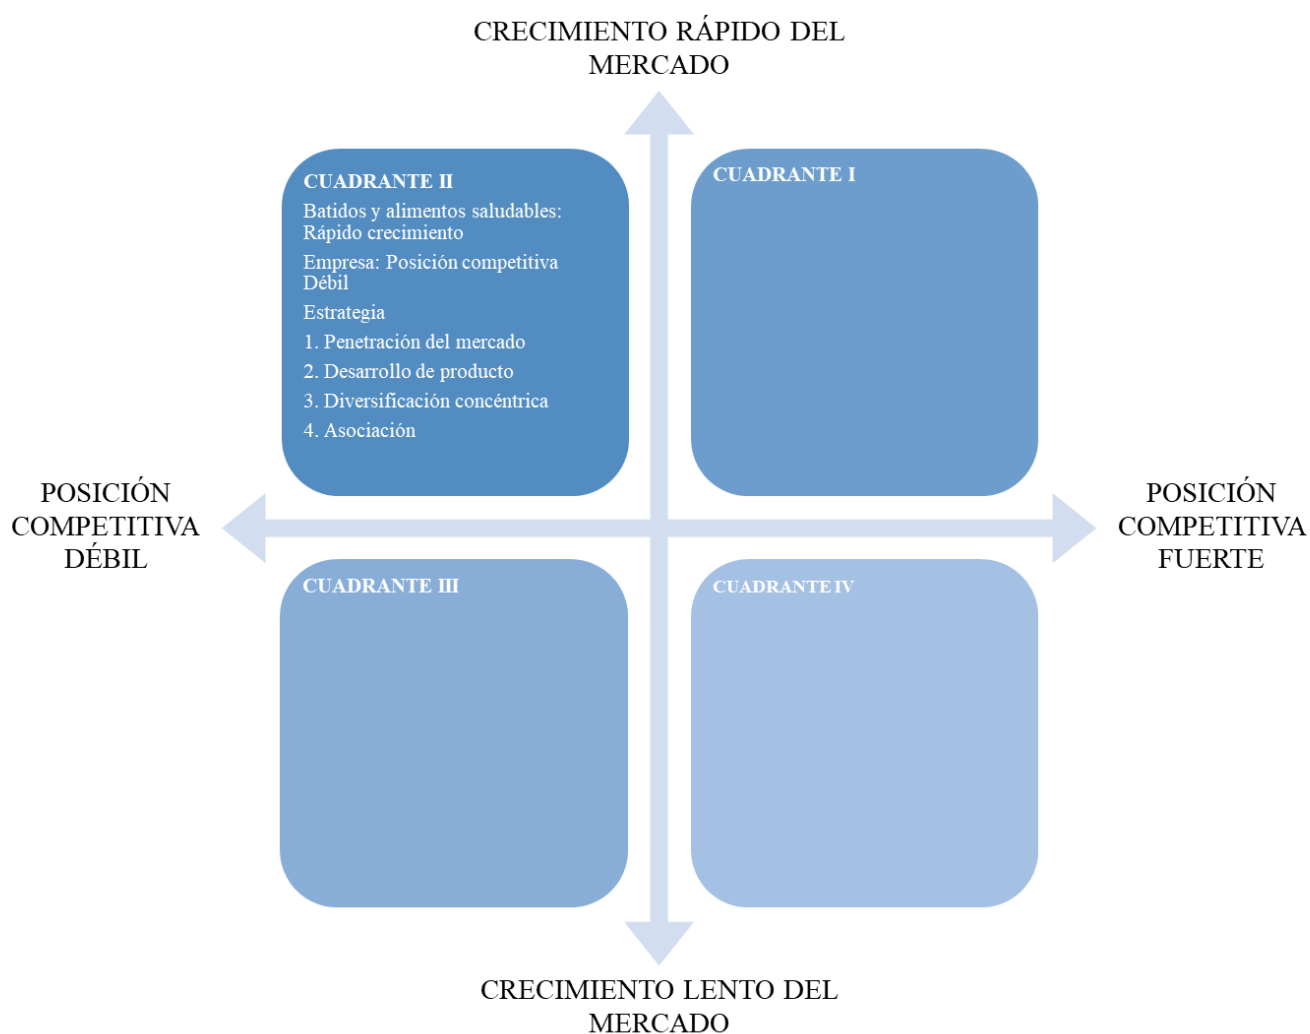 CRECIMIENTO RÁPIDO DEL
MERCADO
CUADRANTE II
Batidos y alimentos saludables:
Rápido crecimiento
Empresa: Posición competitiva
Débil
Estrategia
1. Penetración del mercado
2. Desarrollo de producto
3. Diversificación concéntrica
4. Asociación
CUADRANTE I
POSICIÓN
COMPETITIVA
DÉBIL
POSICIÓN
COMPETITIVA
FUERTE
CUADRANTE III
CUADRANTE IV
CRECIMIENTO LENTO DEL
MERCADO